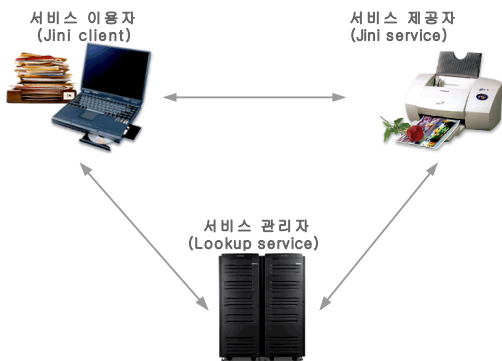 서비스 이용자
(Jini client)
서비스 제공자
(Jini service)
서비스 관리자
(Lookup service)